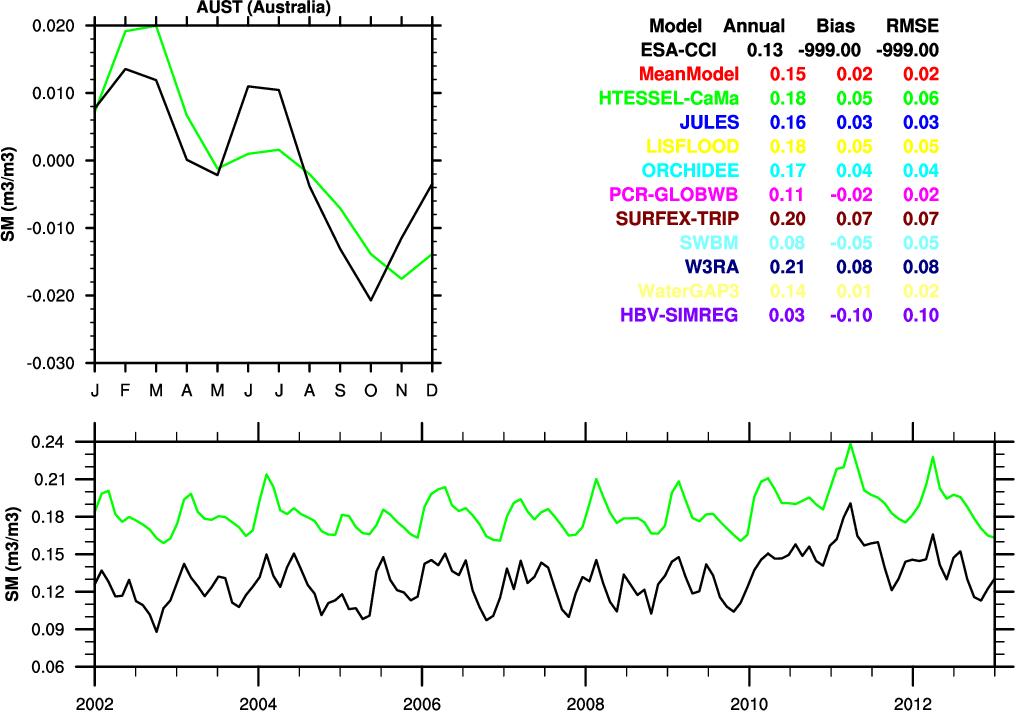 AUST (Australia)
0.020
0.010
0.000
-0.010
-0.020
-0.030
SM (m3/m3)
J F M A M J J A S O N D
Model Annual Bias RMSE
ESA-CCI 0.13 -999.00 -999.00
MeanModel 0.15 0.02 0.02
HTESSEL-CaMa 0.18 0.05 0.06
JULES 0.16 0.03 0.03
LISFLOOD 0.18 0.05 0.05
ORCHIDEE 0.17 0.04 0.04
PCR-GLOBWB 0.11 -0.02 0.02
SURFEX-TRIP 0.20 0.07 0.07
SWBM 0.08 -0.05 0.05
W3RA 0.21 0.08 0.08
WaterGAP3 0.14 0.01 0.02
HBV-SIMREG 0.03 -0.10 0.10
0.24
0.21
0.18
0.15
0.12
0.09
0.06
SM (m3/m3)
2002 2004 2006 2008 2010 2012